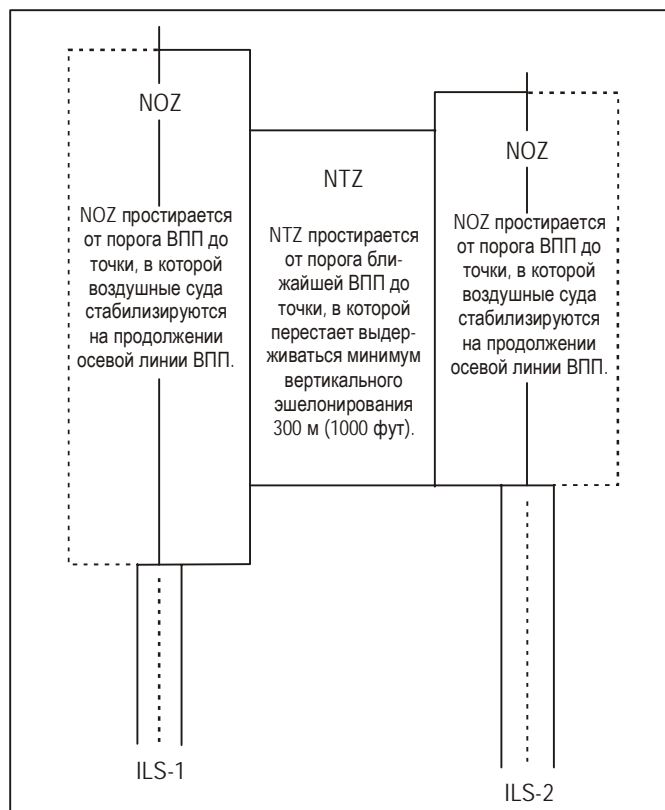 NOZ
NOZ простирается
от порога ВПП до
точки, в которой
воздушные суда
стабилизируются
на продолжении
осевой линии ВПП.
NTZ
NTZ простирается
от порога бли-
жайшей ВПП до
точки, в которой
перестает выдер-
живаться минимум
вертикального
эшелонирования
300 м (1000 фут).
NOZ
NOZ простирается
от порога ВПП до
точки, в которой
воздушные суда
стабилизируются
на продолжении
осевой линии ВПП.
ILS-1
ILS-2